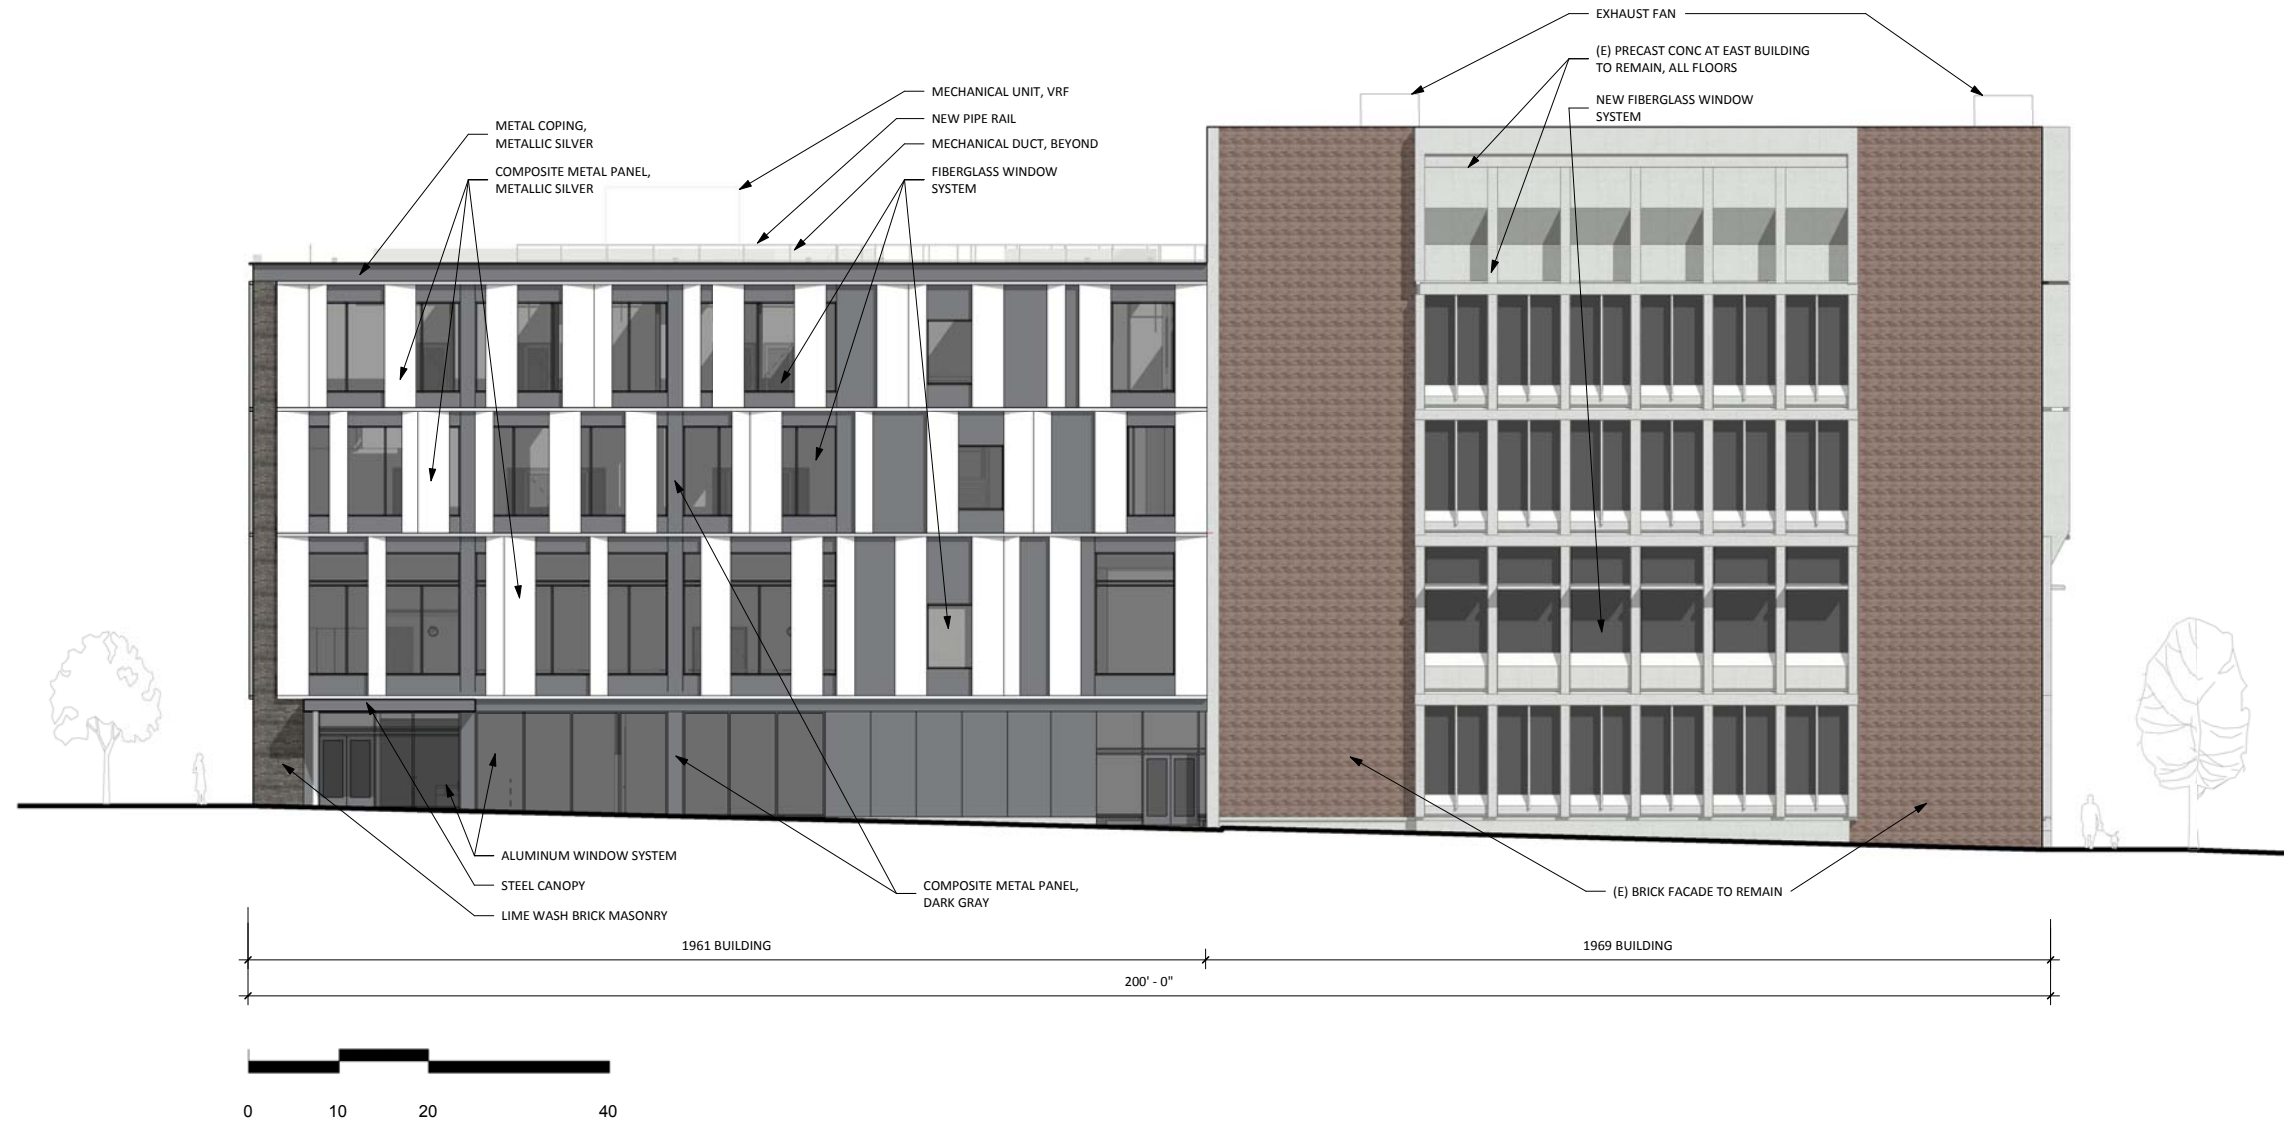 EXHAUST FAN
(E) PRECAST CONC AT EAST BUILDING
TO REMAIN, ALL FLOORS
NEW FIBERGLASS WINDOW
SYSTEM
MECHANICAL UNIT, VRF
NEW PIPE RAIL
MECHANICAL DUCT, BEYOND
FIBERGLASS WINDOW
SYSTEM
METAL COPING,
METALLIC SILVER
COMPOSITE METAL PANEL,
METALLIC SILVER
ALUMINUM WINDOW SYSTEM
STEEL CANOPY
LIME WASH BRICK MASONRY
COMPOSITE METAL PANEL,
DARK GRAY
(E) BRICK FACADE TO REMAIN
1961 BUILDING
1969 BUILDING
200' - 0"
0 10 20 40